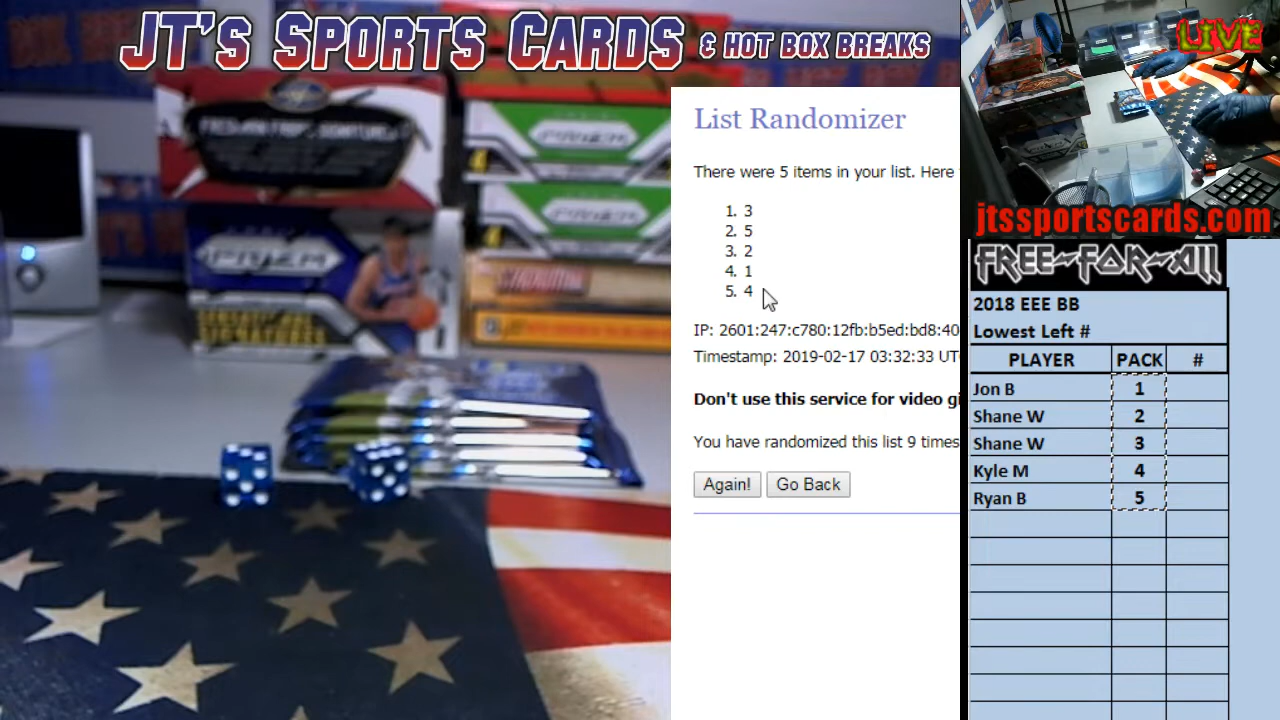 JT's Sports Cards & Hot Box Breaks
LIVE
jtssportscards.com
FREE-FOR-ALL
List Randomizer
There were 5 items in your list. Here
1. 3
2. 5
3. 2
4. 1
5. 4
IP: 2601:247:c780:12fb:b5ed:bd8:40
Timestamp: 2019-02-17 03:32:33 UT
Don't use this service for video gi
You have randomized this list 9 times
Again! Go Back
2018 EEE BB
Lowest Left #
PLAYER PACK #
Jon B 1
Shane W 2
Shane W 3
Kyle M 4
Ryan B 5
PRIZM
PRIZM
PRIZM